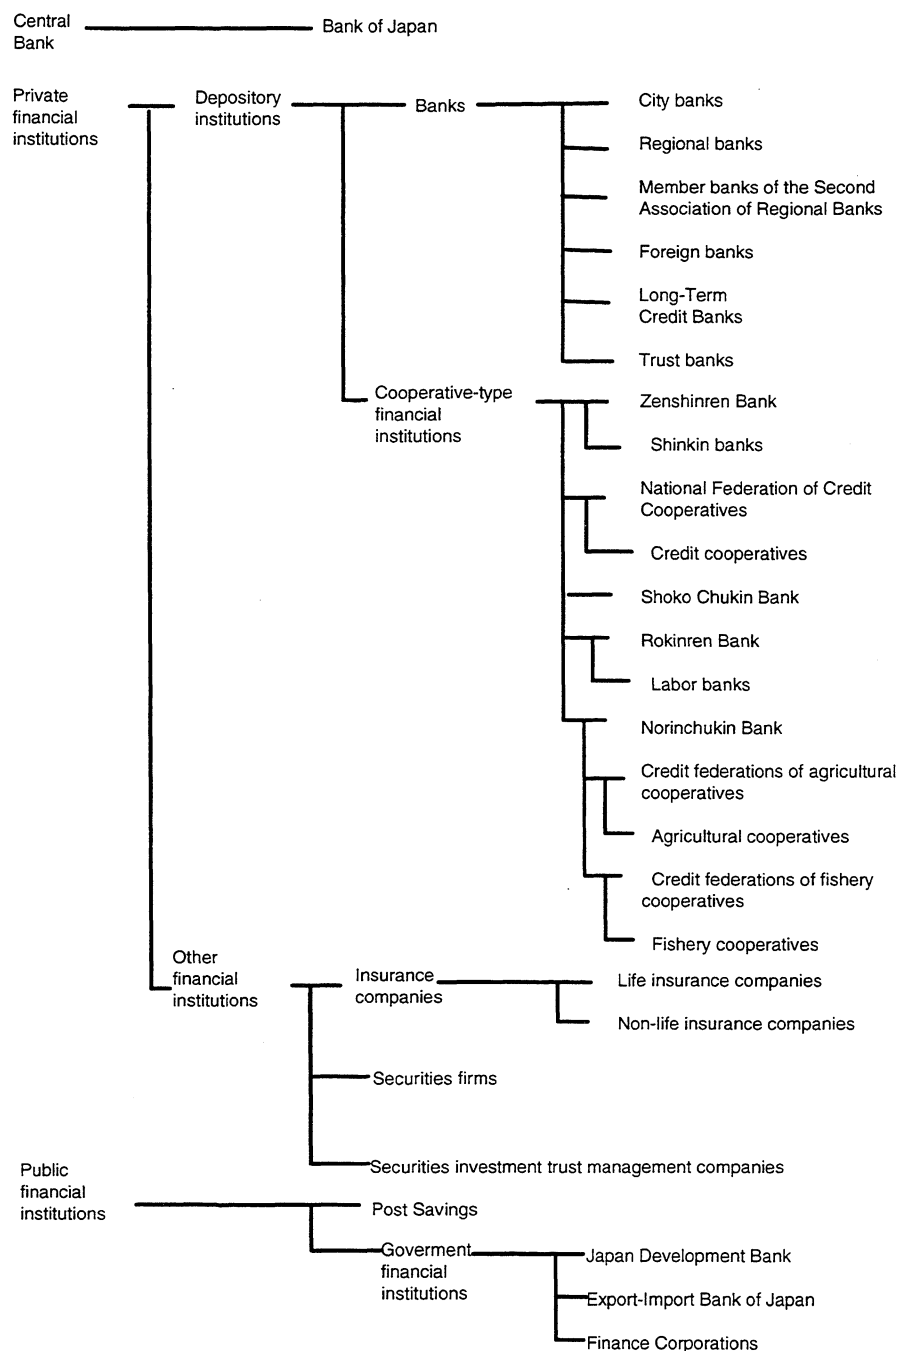 Central
Bank
Bank of Japan
Private
financial
institutions
Depository
institutions
Banks
City banks
Regional banks
Member banks of the Second
Association of Regional Banks
Foreign banks
Long-Term
Credit Banks
Trust banks
Cooperative-type
financial
institutions
Zenshinren Bank
Shinkin banks
National Federation of Credit
Cooperatives
Credit cooperatives
Shoko Chukin Bank
Rokinren Bank
Labor banks
Norinchukin Bank
Credit federations of agricultural
cooperatives
Agricultural cooperatives
Credit federations of fishery
cooperatives
Fishery cooperatives
Other
financial
institutions
Insurance
companies
Life insurance companies
Non-life insurance companies
Securities firms
Securities investment trust management companies
Public
financial
institutions
Post Savings
Goverment
financial
institutions
Japan Development Bank
Export-Import Bank of Japan
Finance Corporations